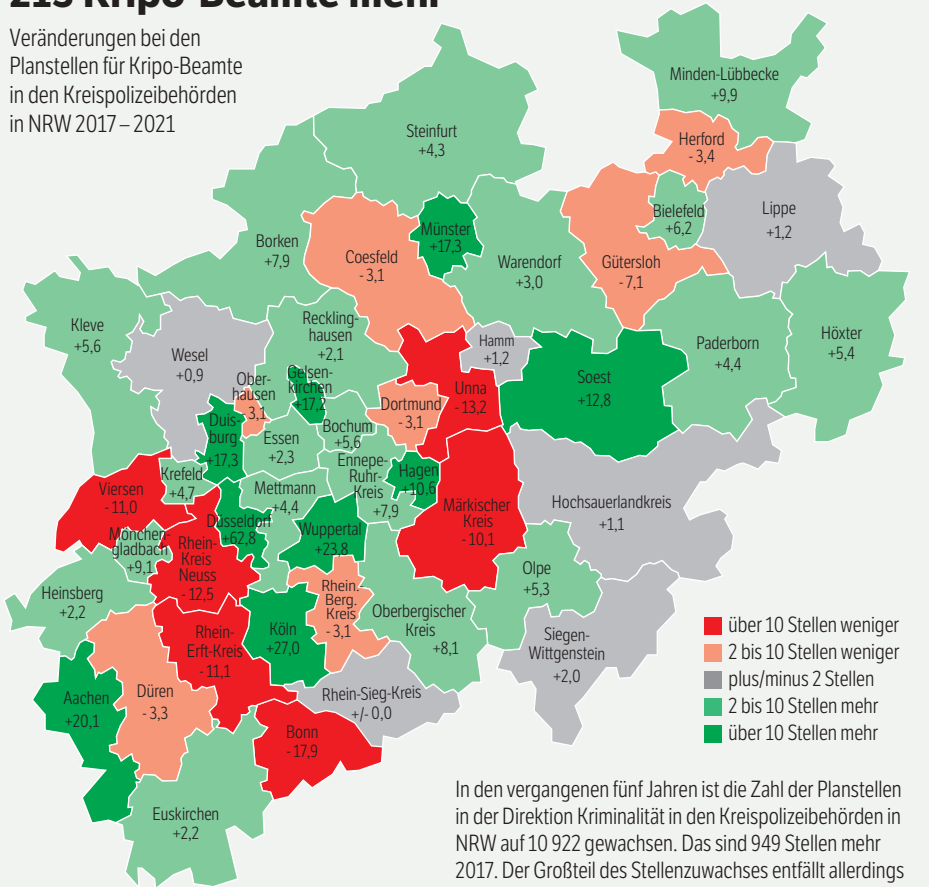 213 Kripo-Beamte mehr
Veränderungen bei den
Planstellen für Kripo-Beamte
in den Kreispolizeibehörden
in NRW 2017 – 2021
Minden-Lübbecke
+9,9
Steinfurt
+4,3
Herford
- 3,4
Bielefeld
+6,2
Lippe
+1,2
Münster
+17,3
Borken
+7,9
Coesfeld
- 3,1
Warendorf
+3,0
Gütersloh
- 7,1
Kleve
+5,6
Reckling-
hausen
+2,1
Wesel
+0,9
Hamm
+1,2
Paderborn
+4,4
Höxter
+5,4
Ober-
hausen
- 3,1
Gelsen-
kirchen
+17,2
Unna
- 13,2
Soest
+12,8
Dortmund
- 3,1
Duis-
burg
+17,3
Essen
+2,3
Bochum
+5,6
Krefeld
+4,7
Mettmann
+4,4
Ennepe-
Ruhr-
Kreis
+7,9
Hagen
+10,6
Viersen
- 11,0
Märkischer
Kreis
- 10,1
Hochsauerlandkreis
+1,1
Düsseldorf
+62,8
Wuppertal
+23,8
Mönchen-
gladbach
+9,1
Rhein-
Kreis
Neuss
- 12,5
Heinsberg
+2,2
Olpe
+5,3
Rhein.
Berg.
Kreis
- 3,1
Oberbergischer
Kreis
+8,1
Köln
+27,0
Rhein-
Erft-Kreis
- 11,1
Siegen-
Wittgenstein
+2,0
Aachen
+20,1
Düren
- 3,3
Rhein-Sieg-Kreis
+/- 0,0
Bonn
- 17,9
Euskirchen
+2,2
über 10 Stellen weniger
2 bis 10 Stellen weniger
plus/minus 2 Stellen
2 bis 10 Stellen mehr
über 10 Stellen mehr
In den vergangenen fünf Jahren ist die Zahl der Planstellen
in der Direktion Kriminalität in den Kreispolizeibehörden in
NRW auf 10 922 gewachsen. Das sind 949 Stellen mehr
2017. Der Großteil des Stellenzuwachses entfällt allerdings